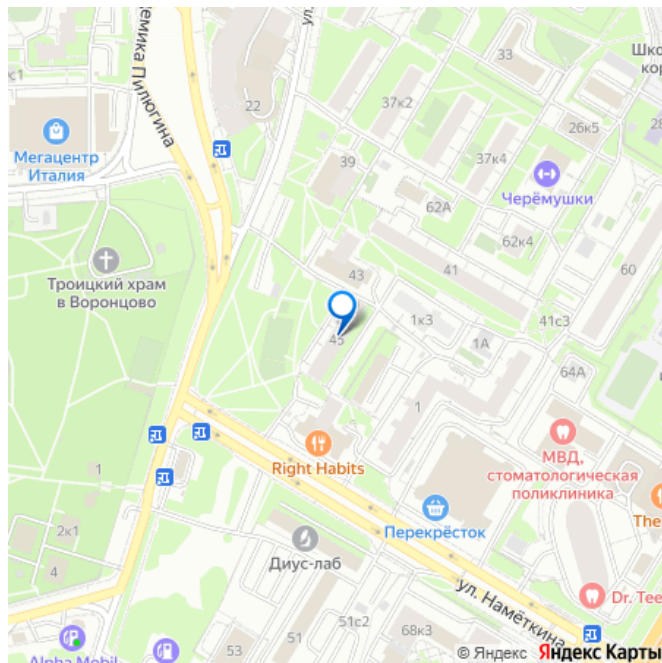 к1
емика Пилюгина
ул.
33
Шко
кор
22
37к2
26к5
28
Мегацентр
Италия
39
37к4
Черёмушки
62А
62к4
Троицкий храм
в Воронцово
43
41
60
45
1к3
41с3
1А
64А
1
Right Habits
МВД,
стоматологическая
поликлиника
1
Перекрёсток
The
2к1
Диус-лаб
4
ул. Намёткина
Dr. Tee
51с2
68к3
51
53
Alpha Mobil
© Яндекс Яндекс Карты